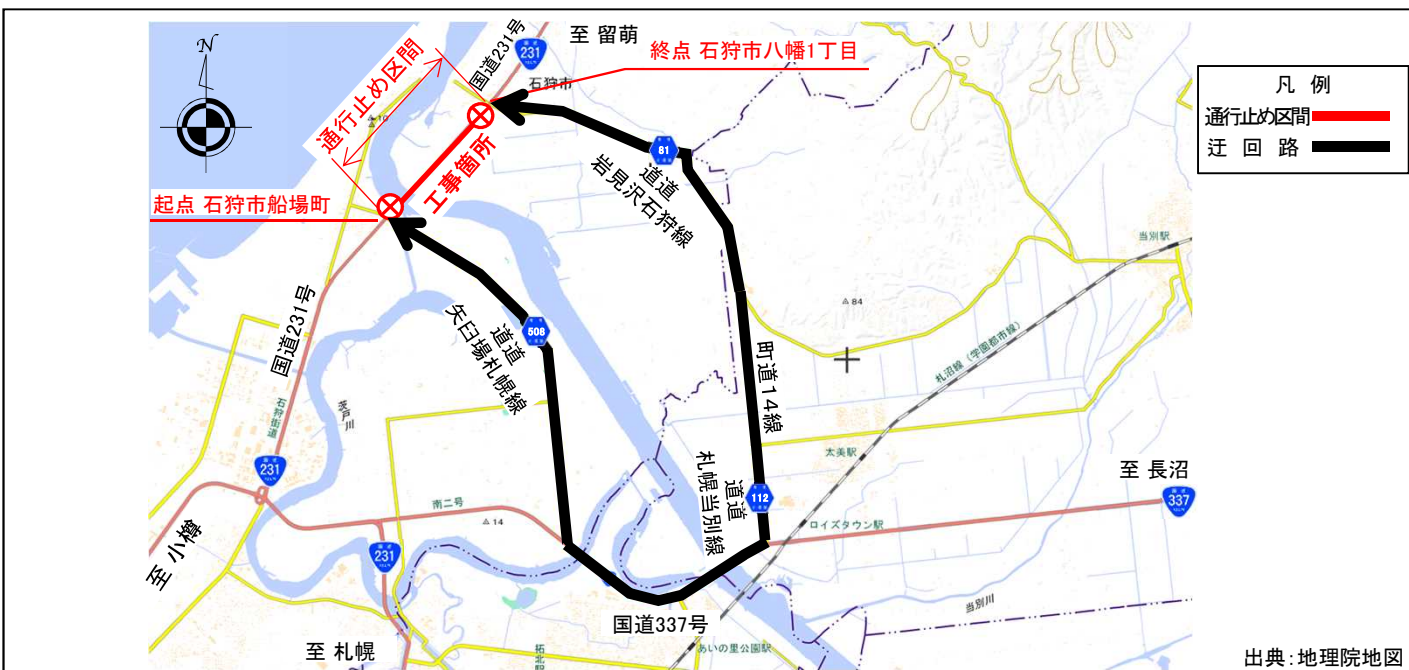 N
国道231号
231
至 留萌
終点 石狩市八幡1丁目
石狩市
通行止め区間
工事箇所
凡 例
通行止め区間
迂 回 路
10
81
道道
岩見沢石狩線
起点 石狩市船場町
当別駅
84
国道231号
508
道道
矢臼場札幌線
町道14線
札沼線(学園都市線)
茨戸川
石狩街道
太美駅
231
道道
札幌当別線
112
至 長沼
337
南二号
14
ロイズタウン駅
231
至 小樽
国道337号
当別川
至 札幌
拓北駅
あいの里公園駅
出典:地理院地図